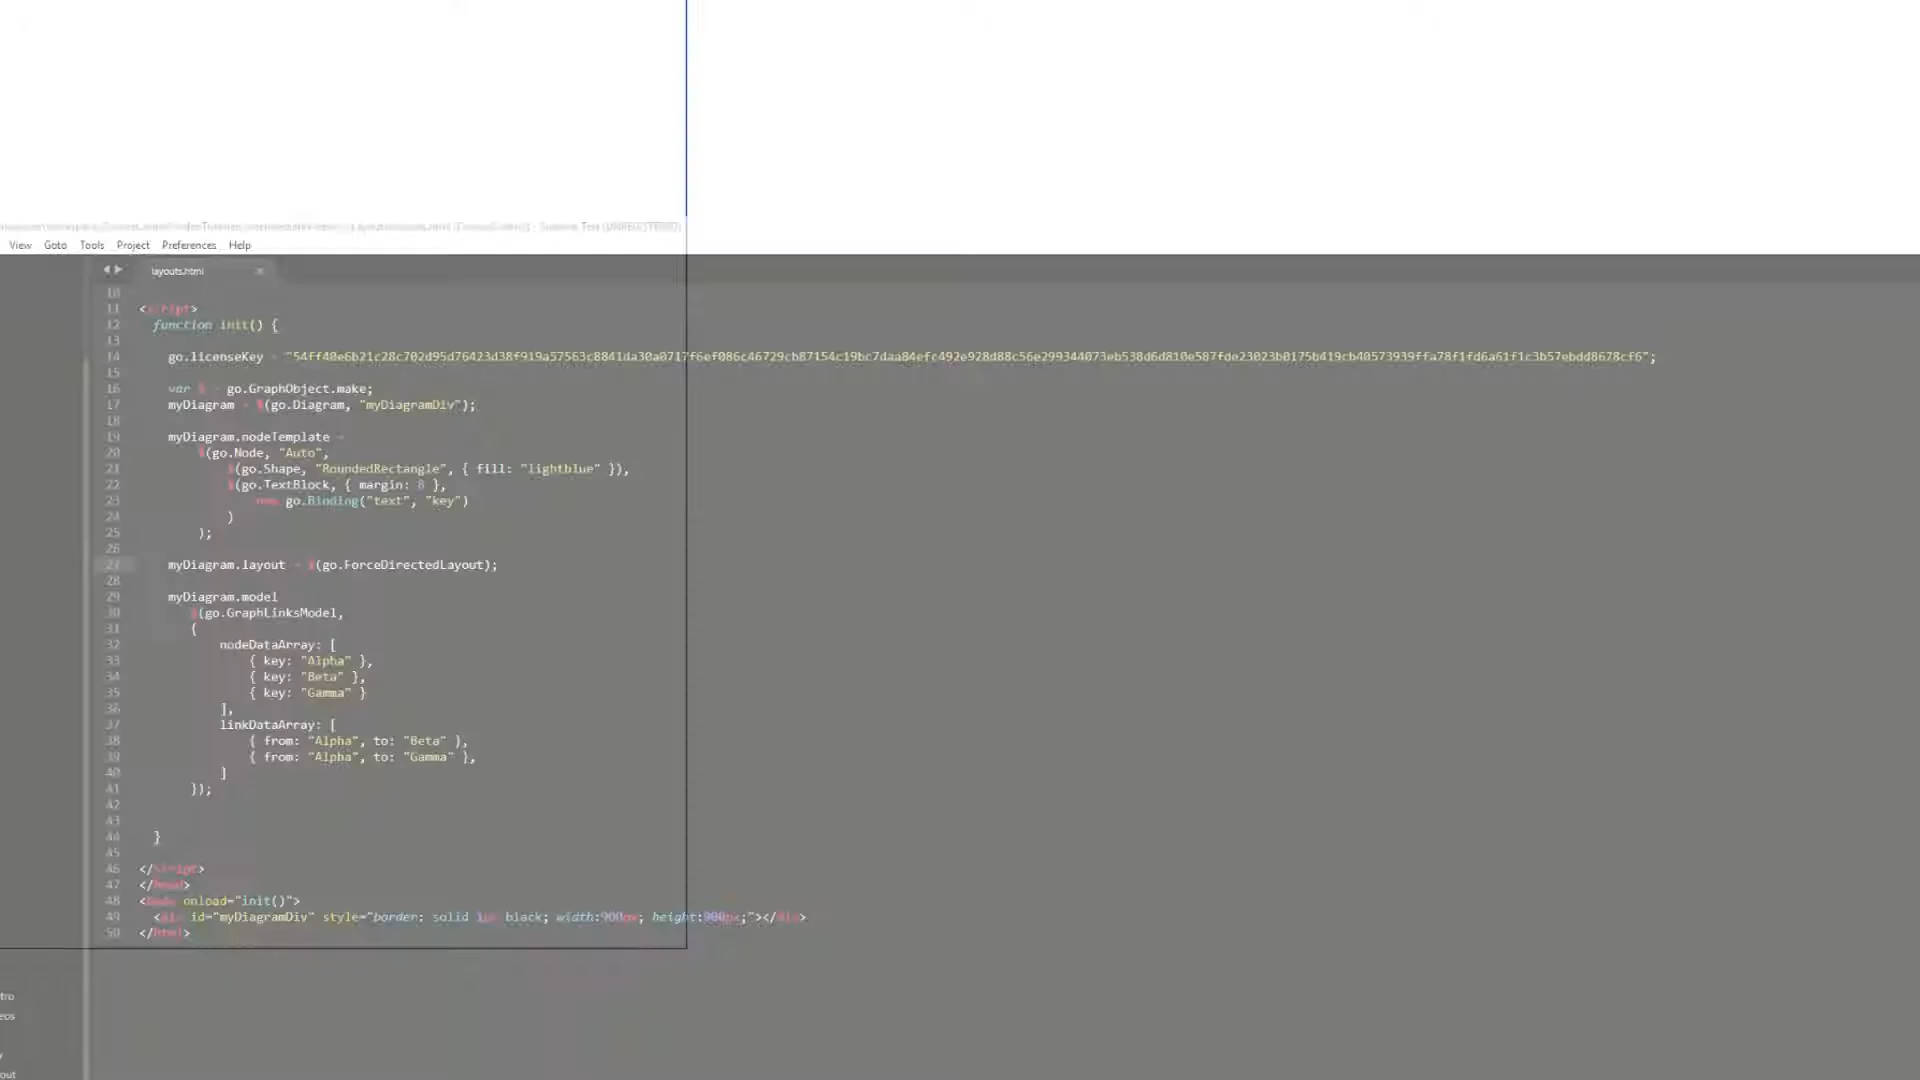 View Goto Tools Project Preferences Help
layouts.html
10
11 <script>
12 function init() {
13
14 go.licenseKey = "54ff40e6b21c28c702d95d76423d38f919a57563c8841da30a0717f6ef086c46729cb87154c19bc7daa84efc492e928d88c56e299344073eb538d6d810e587fde23023b0175b419cb40573939ffa78f1fd6a61f1c3b57ebdd8678cf6";
15
16 var $ = go.GraphObject.make;
17 myDiagram = $(go.Diagram, "myDiagramDiv");
18
19 myDiagram.nodeTemplate =
20 $(go.Node, "Auto",
21 $(go.Shape, "RoundedRectangle", { fill: "lightblue" }),
22 $(go.TextBlock, { margin: 8 },
23 new go.Binding("text", "key")
24 )
25 );
26
27 myDiagram.layout = $(go.ForceDirectedLayout);
28
29 myDiagram.model
30 $(go.GraphLinksModel,
31 {
32 nodeDataArray: [
33 { key: "Alpha" },
34 { key: "Beta" },
35 { key: "Gamma" }
36 ],
37 linkDataArray: [
38 { from: "Alpha", to: "Beta" },
39 { from: "Alpha", to: "Gamma" },
40 ]
41 });
42
43
44 }
45
46 </script>
47 </head>
48 <body onload="init()">
49 <div id="myDiagramDiv" style="border: solid 1px black; width:900px; height:900px;"></div>
50 </html>
tro
eos
y
out